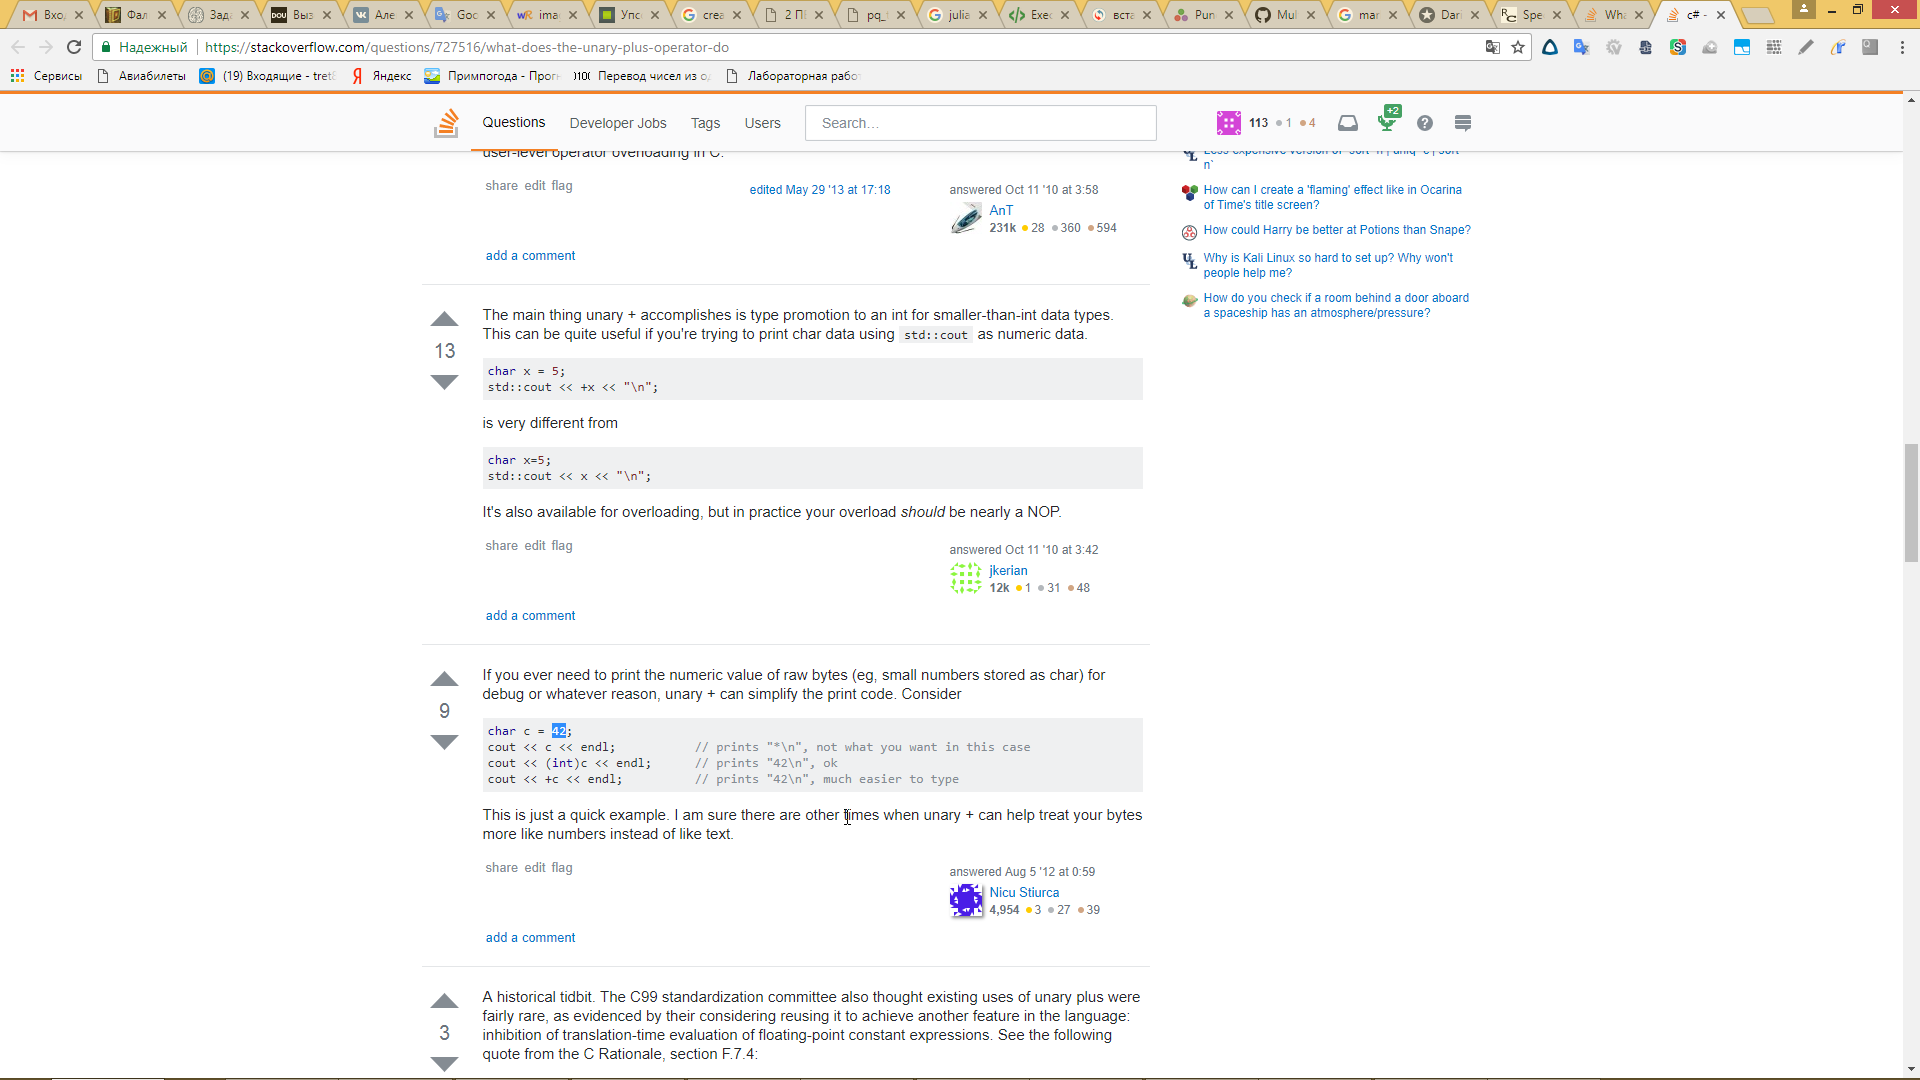 Вхо
Фал
Зад
DOU Выз
Але
Goo
wR ima
Упс
crea
2 П
pq_
julia
Exec
вста
Pun
Mul
mar
Dar
Spe
Wha
c# -
Надежный
https://stackoverflow.com/questions/727516/what-does-the-unary-plus-operator-do
Сервисы
Авиабилеты
(19) Входящие - tret
Яндекс
Примпогода - Прог
Перевод чисел из о
Лабораторная рабо
Questions
Developer Jobs
Tags
Users
Search...
113 1 4
+2
user-level operator overloading in C.
share edit flag
edited May 29 '13 at 17:18
answered Oct 11 '10 at 3:58
AnT
231k 28 360 594
add a comment
13
The main thing unary + accomplishes is type promotion to an int for smaller-than-int data types.
This can be quite useful if you're trying to print char data using std::cout as numeric data.
char x = 5;
std::cout << +x << "\n";
is very different from
char x=5;
std::cout << x << "\n";
It's also available for overloading, but in practice your overload should be nearly a NOP.
share edit flag
answered Oct 11 '10 at 3:42
jkerian
12k 1 31 48
add a comment
9
If you ever need to print the numeric value of raw bytes (eg, small numbers stored as char) for
debug or whatever reason, unary + can simplify the print code. Consider
char c = 42;
cout << c << endl; // prints "*\n", not what you want in this case
cout << (int)c << endl; // prints "42\n", ok
cout << +c << endl; // prints "42\n", much easier to type
This is just a quick example. I am sure there are other times when unary + can help treat your bytes
more like numbers instead of like text.
share edit flag
answered Aug 5 '12 at 0:59
Nicu Stiurca
4,954 3 27 39
add a comment
3
A historical tidbit. The C99 standardization committee also thought existing uses of unary plus were
fairly rare, as evidenced by their considering reusing it to achieve another feature in the language:
inhibition of translation-time evaluation of floating-point constant expressions. See the following
quote from the C Rationale, section F.7.4:
Less expensive version of `sort -n | uniq -c | sort -
n`
How can I create a 'flaming' effect like in Ocarina
of Time's title screen?
How could Harry be better at Potions than Snape?
Why is Kali Linux so hard to set up? Why won't
people help me?
How do you check if a room behind a door aboard
a spaceship has an atmosphere/pressure?